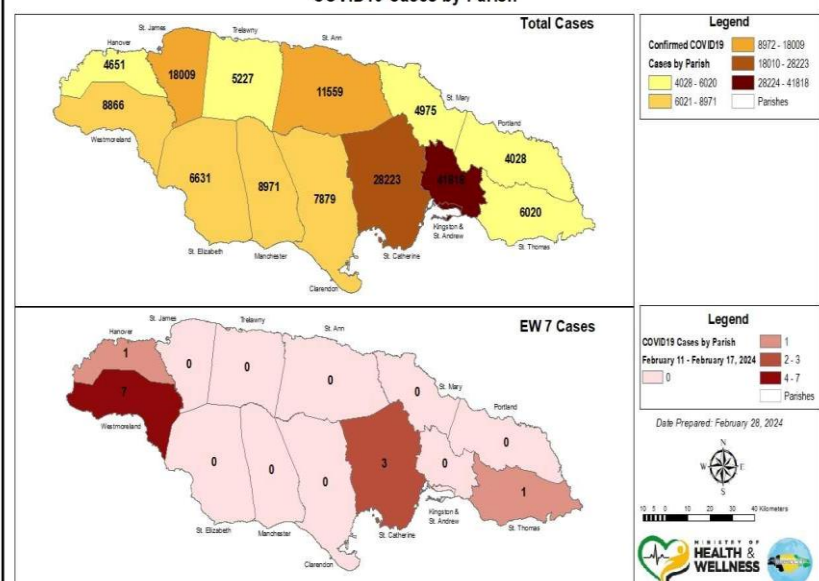 Total Cases
St. James
Trelawny
St. Ann
Hanover
4651
18009
5227
11559
St. Mary
4975
Portland
8866
Westmoreland
4028
6631
8971
7879
28223
41818
6020
Kingston &
St. Andrew
St. Thomas
St. Elizabeth
Manchester
St. Catherine
Clarendon
Legend
Confirmed COVID19
Cases by Parish
4028 - 6020
6021 - 8971
8972 - 18009
18010 - 28223
28224 - 41818
Parishes
EW 7 Cases
St. James
Trelawny
St. Ann
Hanover
1
0
0
0
0
St. Mary
Portland
7
Westmoreland
0
0
0
0
3
0
1
Kingston &
St. Andrew
St. Thomas
St. Elizabeth
Manchester
St. Catherine
Clarendon
Legend
COVID19 Cases by Parish
February 11 - February 17, 2024
0
1
2 - 3
4 - 7
Parishes
Date Prepared: February 28, 2024
N
W E
S
10 5 0 10 20 30 40 Kilometers
MINISTRY OF
HEALTH &
WELLNESS